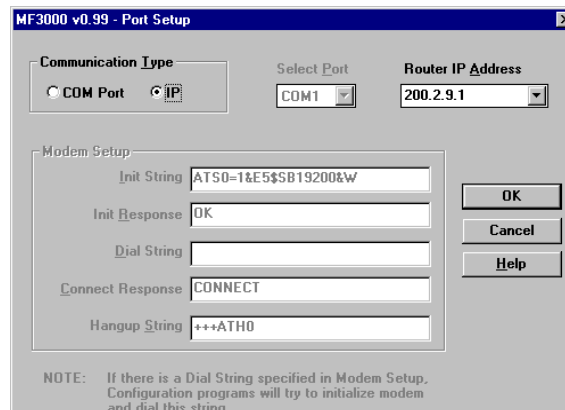 MF3000 v0.99 - Port Setup
Communication Type
COM Port
IP
Select Port
COM1
Router IP Address
200.2.9.1
Modem Setup
Init String
ATS0=1&E5$SB19200&W
Init Response
OK
Dial String
Connect Response
CONNECT
Hangup String
+++ATH0
OK
Cancel
Help
NOTE: If there is a Dial String specified in Modem Setup,
Configuration programs will try to initialize modem
and dial this string